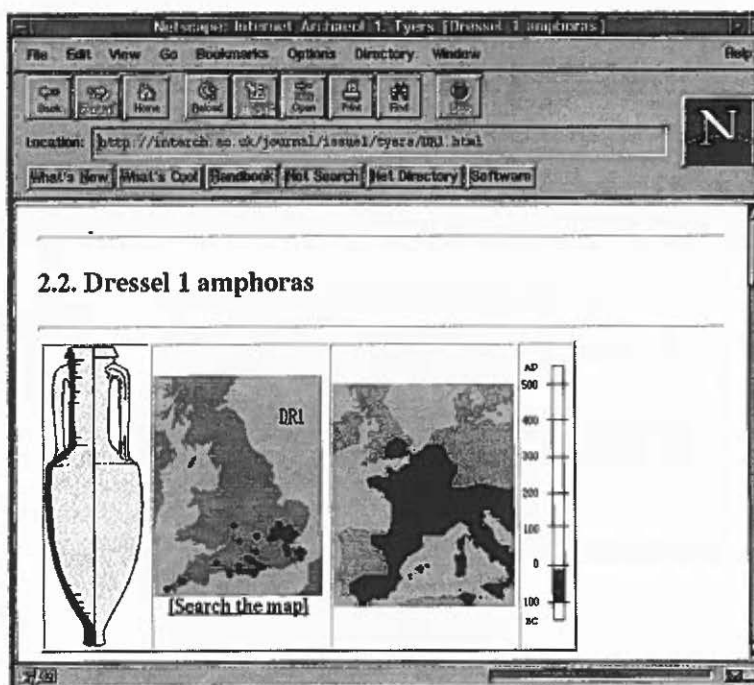 Netscape: Internet Archaeol 1. Tyers [Dressel 1 amphoras]
File Edit View Go Bookmarks Options Directory Window Help
Back Home Reload Open Print Find
Location: http://interch.ac.uk/journal/issue1/tyers/DR1.html
What's New What's Cool Handbook Net Search Net Directory Software
N
2.2. Dressel 1 amphoras
DR1
[Search the map]
AD
500
400
300
200
100
0
100
BC